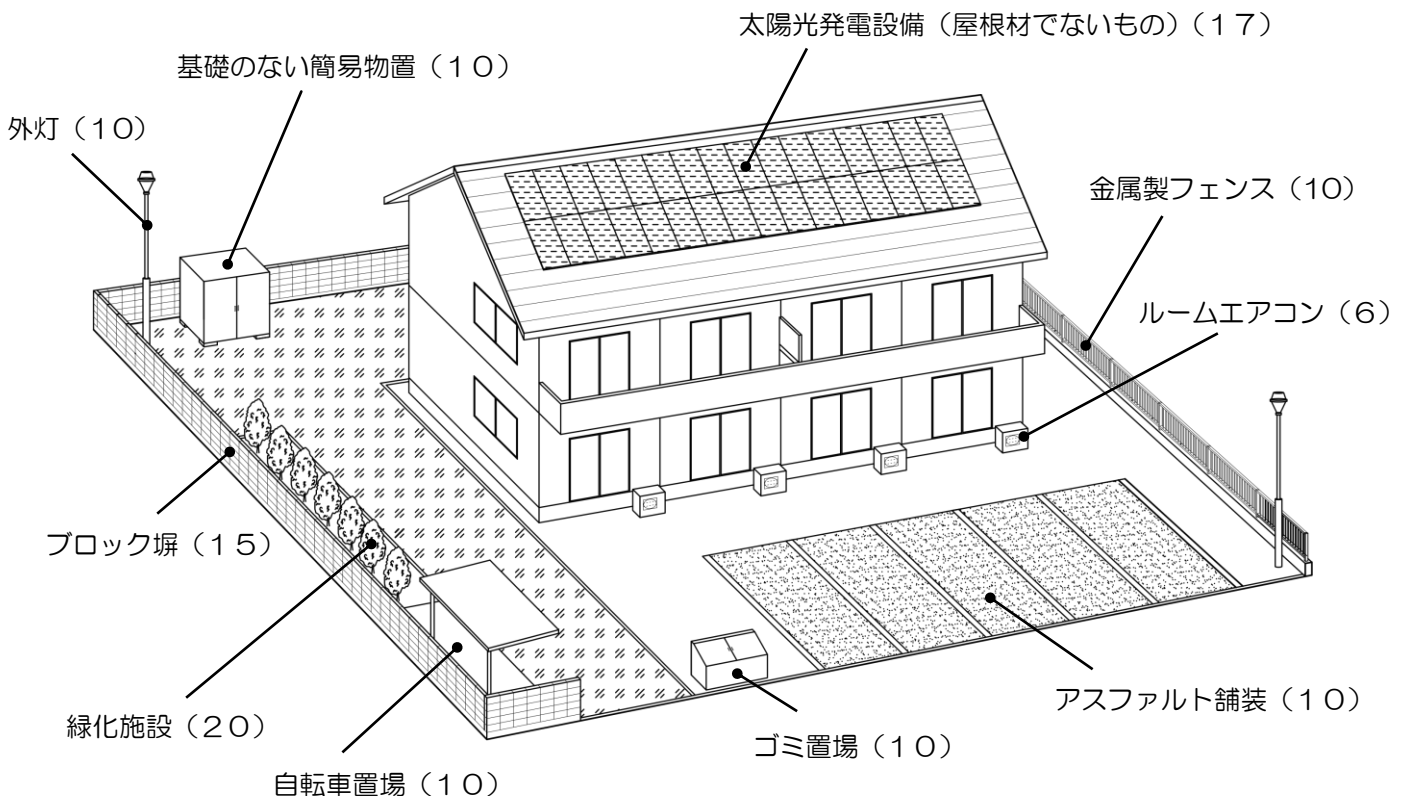 太陽光発電設備（屋根材でないもの）（１７）
基礎のない簡易物置（１０）
外灯（１０）
金属製フェンス（10）
ルームエアコン（６）
ブロック塀（１５）
アスファルト舗装（１０）
緑化施設（２０）
ゴミ置場（１０）
自転車置場（１０）